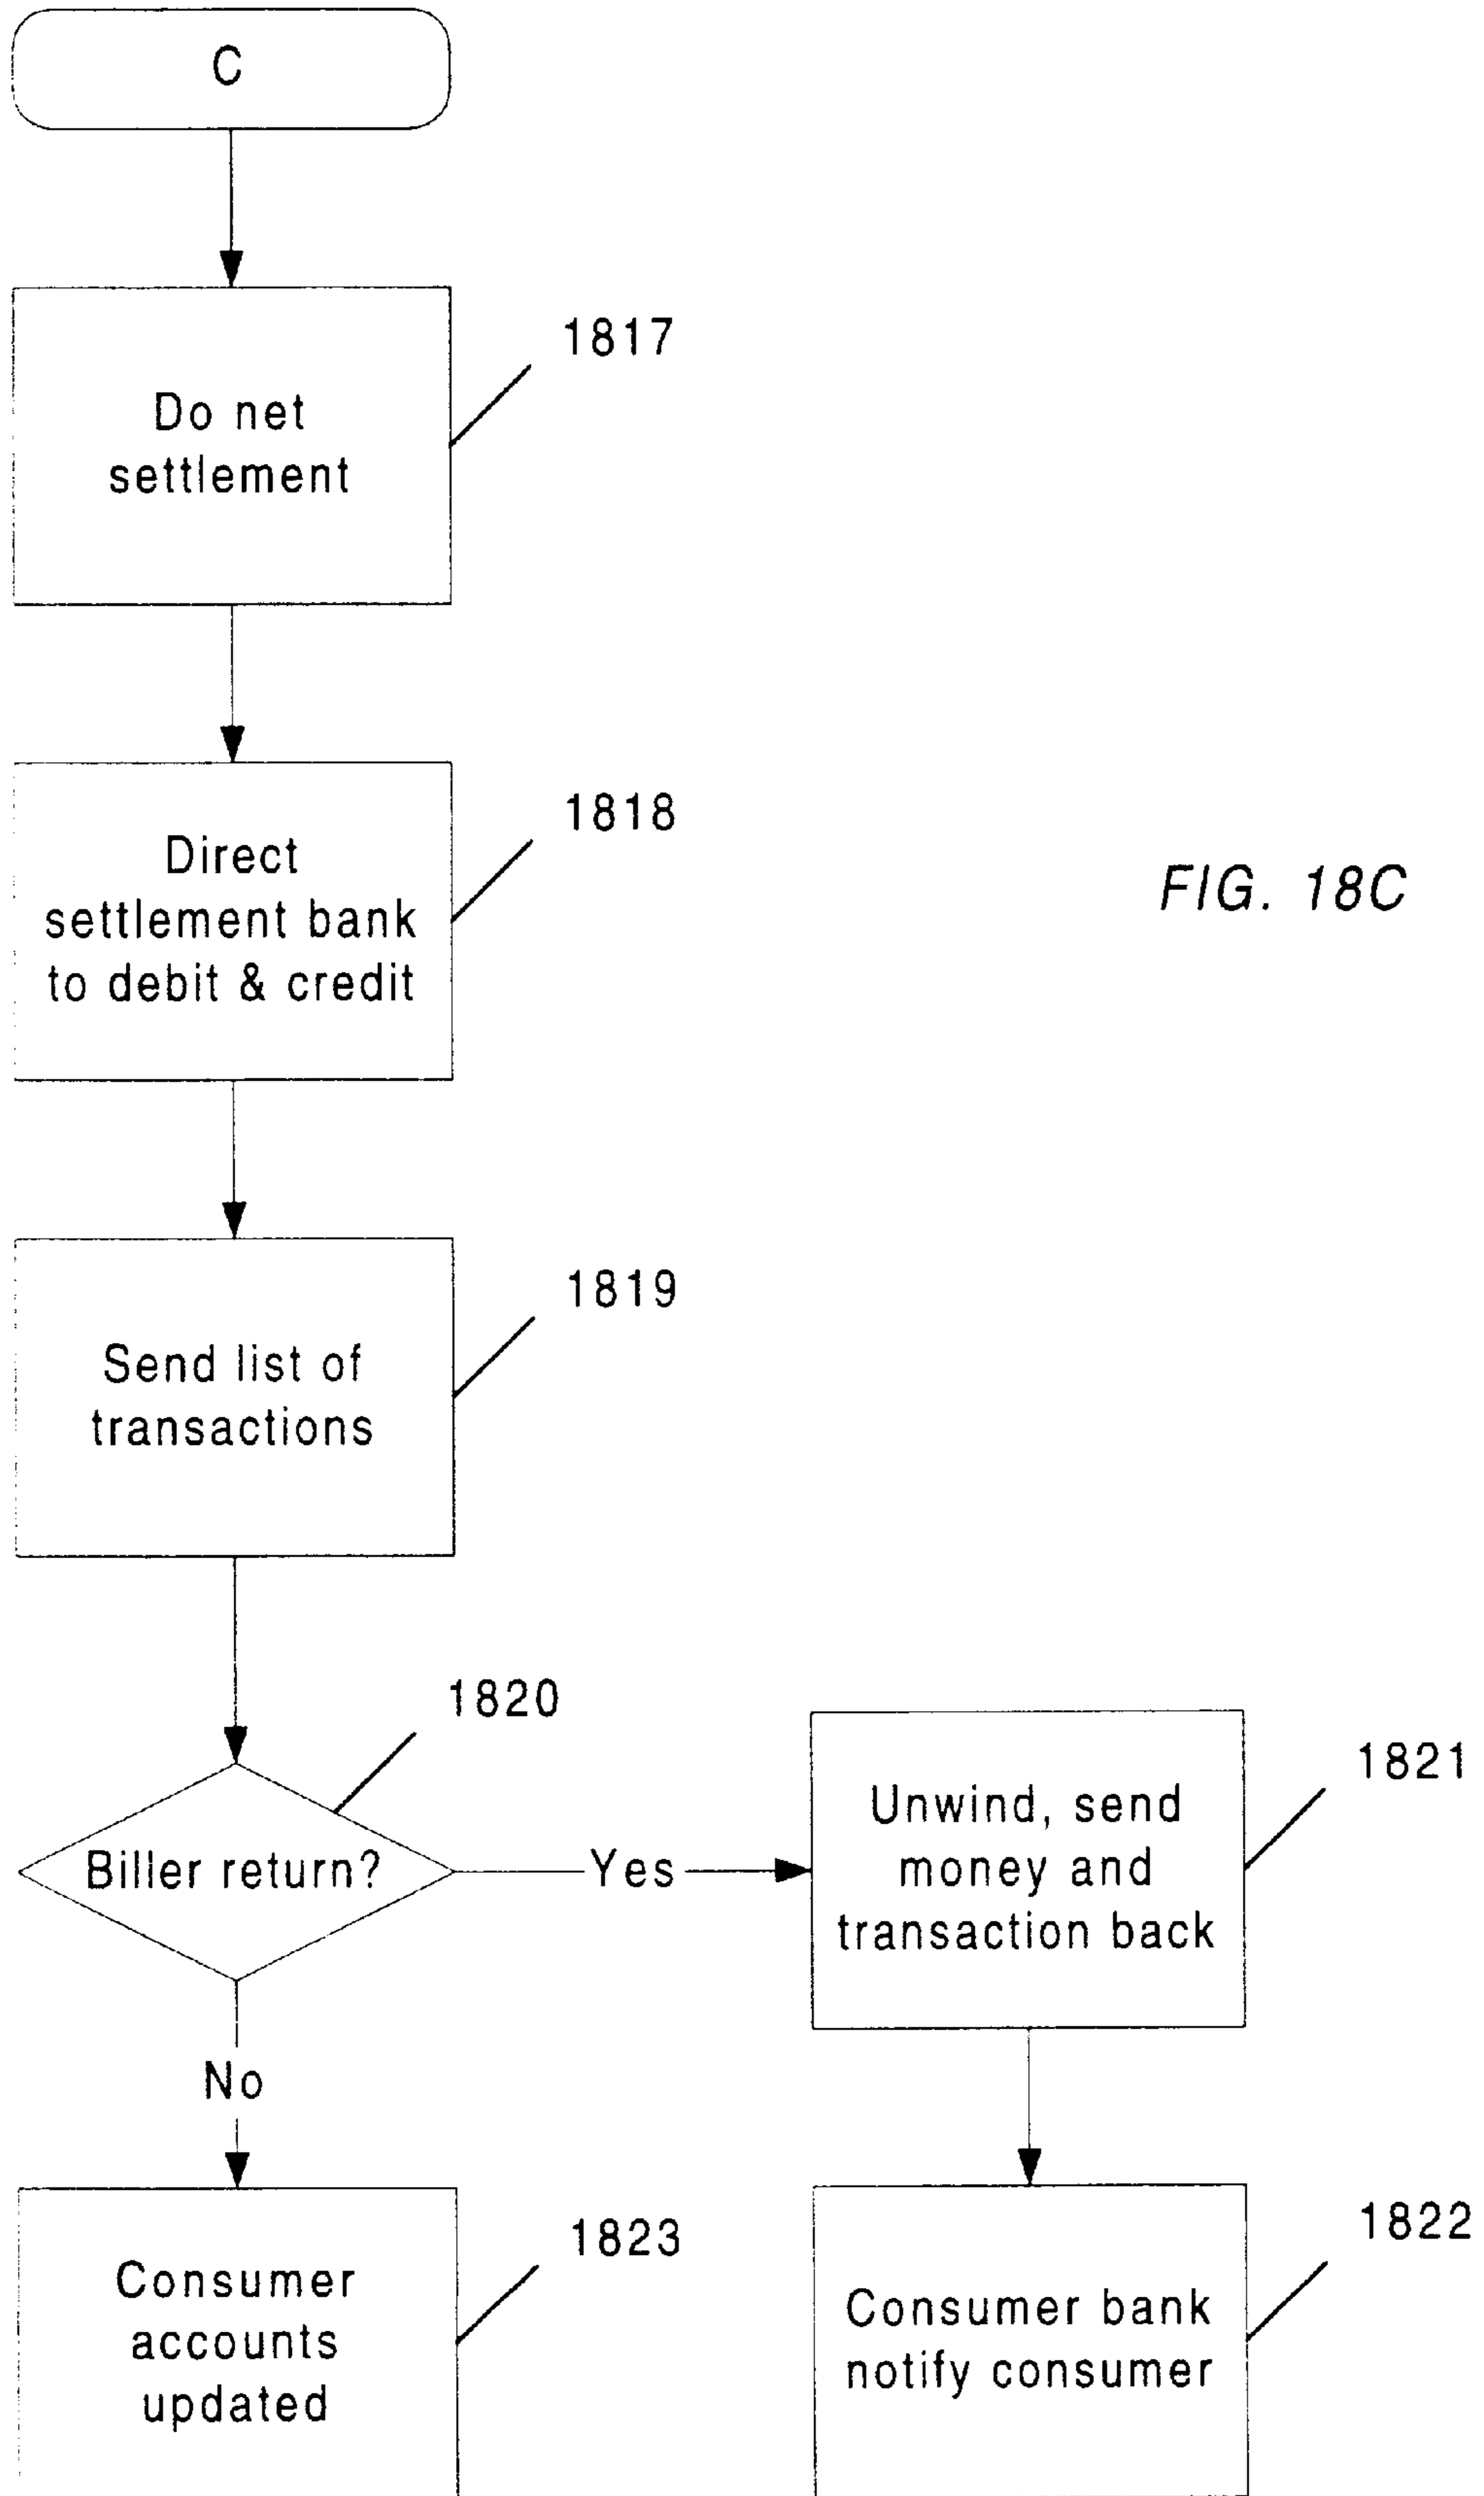 C
1817
Do net
settlement
1818
Direct
settlement bank
to debit & credit
FIG. 18C
1819
Send list of
transactions
1820
Biller return?
Yes
1821
Unwind, send
money and
transaction back
No
1823
Consumer
accounts
updated
1822
Consumer bank
notify consumer